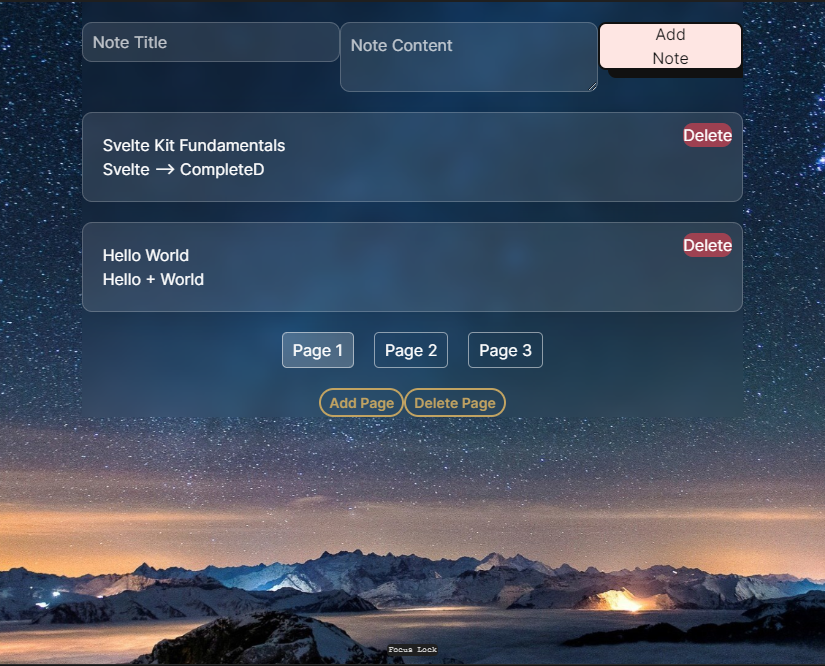 Note Title
Note Content
Add
Note
Svelte Kit Fundamentals
Delete
Svelte --> CompleteD
Hello World
Delete
Hello + World
Page 1
Page 2
Page 3
Add Page
Delete Page
Focus Lock